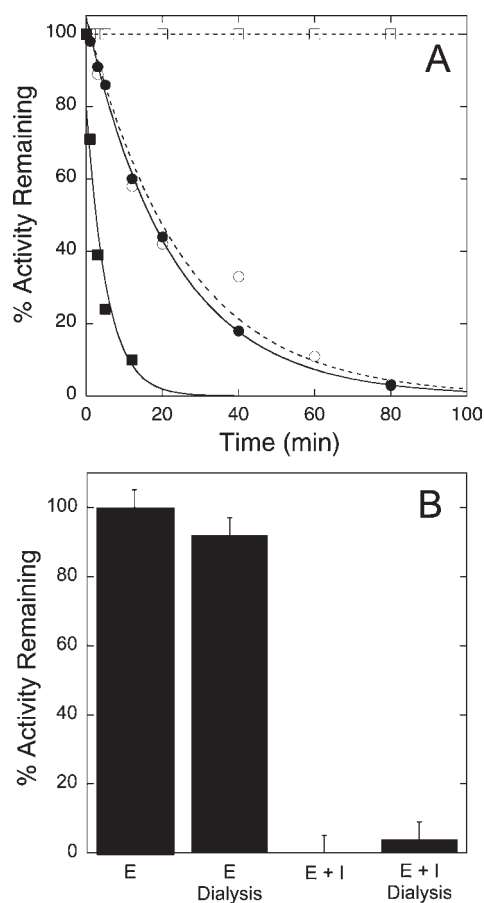 A
% Activity Remaining
100
80
60
40
20
0
0 20 40 60 80 100
Time (min)
B
% Activity Remaining
100
80
60
40
20
0
E E E + I E + I
Dialysis Dialysis